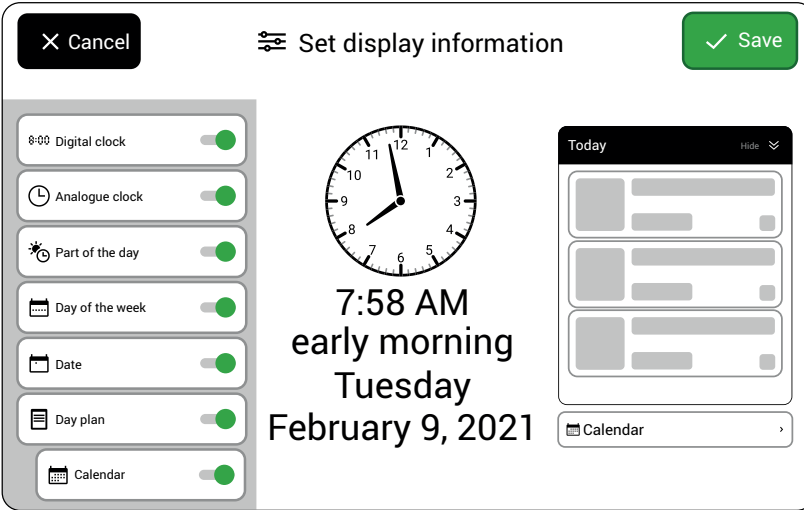 Cancel
Set display information
Save
8:00 Digital clock
Analogue clock
Part of the day
Day of the week
Date
Day plan
Calendar
12
1
2
3
4
5
6
7
8
9
10
11
7:58 AM
early morning
Tuesday
February 9, 2021
Today Hide
Calendar